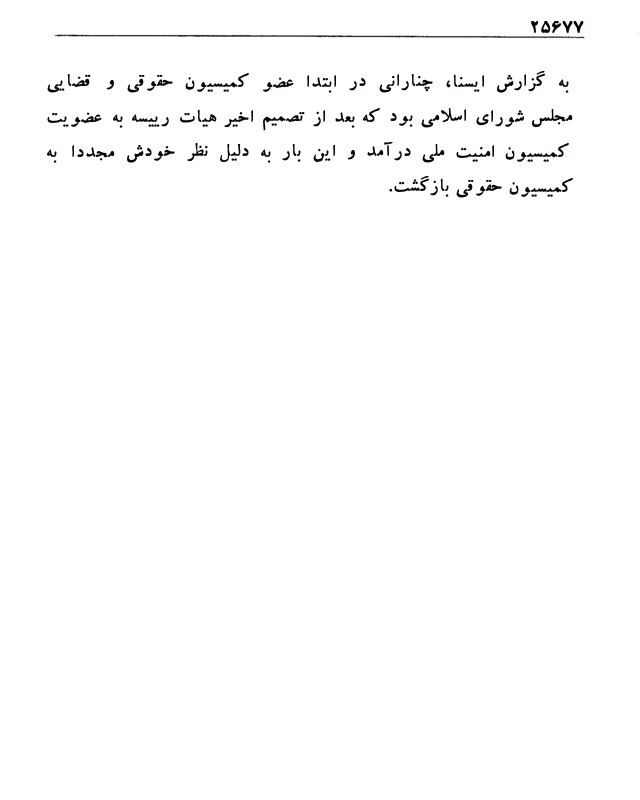 ۲۵۶۷۷
به گزارش ایسنا، چنارانی در ابتدا عضو کمیسیون حقوقی و قضایی
مجلس شورای اسلامی بود که بعد از تصمیم اخیر هیات رییسه به عضویت
کمیسیون امنیت ملی درآمد و این بار به دلیل نظر خودش مجددا به
کمیسیون حقوقی بازگشت.